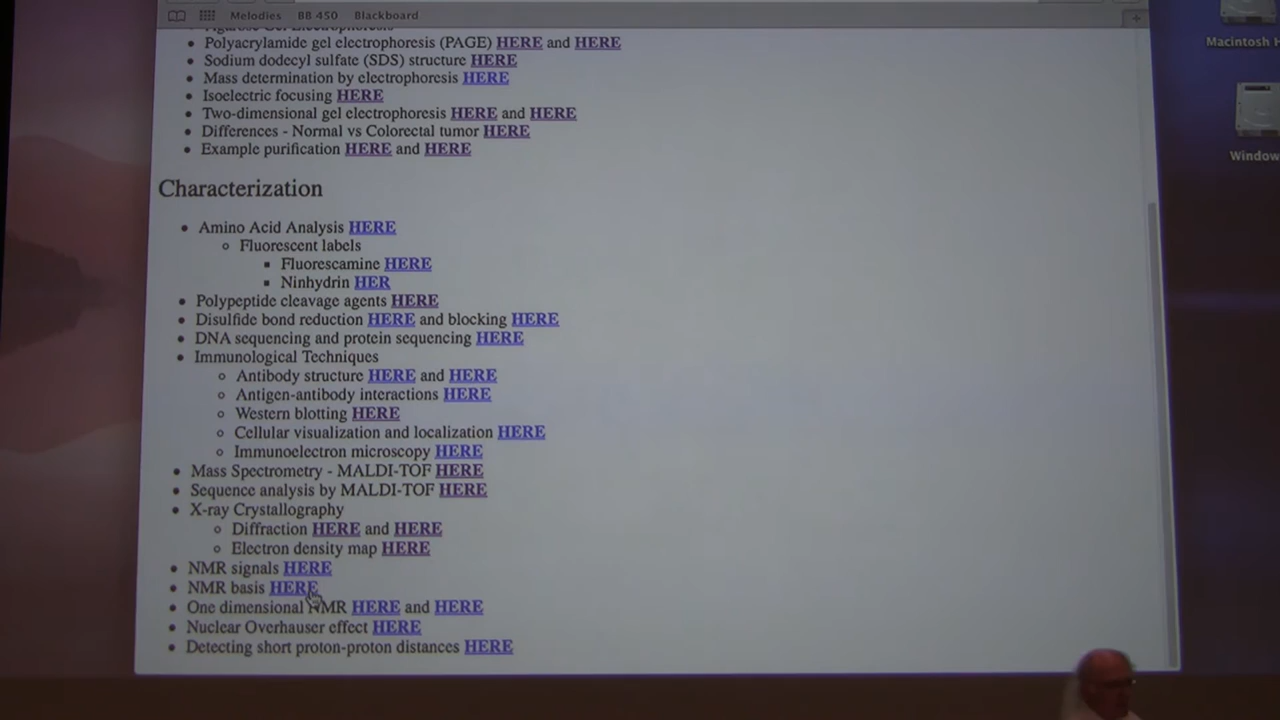 Melodies BB 450 Blackboard
Macintosh H
Agarose Gel Electrophoresis
Polyacrylamide gel electrophoresis (PAGE) HERE and HERE
Sodium dodecyl sulfate (SDS) structure HERE
Mass determination by electrophoresis HERE
Isoelectric focusing HERE
Two-dimensional gel electrophoresis HERE and HERE
Differences - Normal vs Colorectal tumor HERE
Example purification HERE and HERE
Window
Characterization
Amino Acid Analysis HERE
Fluorescent labels
Fluorescamine HERE
Ninhydrin HER
Polypeptide cleavage agents HERE
Disulfide bond reduction HERE and blocking HERE
DNA sequencing and protein sequencing HERE
Immunological Techniques
Antibody structure HERE and HERE
Antigen-antibody interactions HERE
Western blotting HERE
Cellular visualization and localization HERE
Immunoelectron microscopy HERE
Mass Spectrometry - MALDI-TOF HERE
Sequence analysis by MALDI-TOF HERE
X-ray Crystallography
Diffraction HERE and HERE
Electron density map HERE
NMR signals HERE
NMR basis HERE
One dimensional NMR HERE and HERE
Nuclear Overhauser effect HERE
Detecting short proton-proton distances HERE